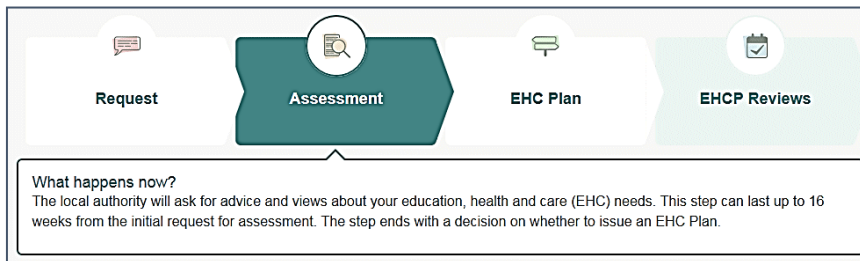 Request
Assessment
EHC Plan
EHCP Reviews
What happens now?
The local authority will ask for advice and views about your education, health and care (EHC) needs. This step can last up to 16
weeks from the initial request for assessment. The step ends with a decision on whether to issue an EHC Plan.